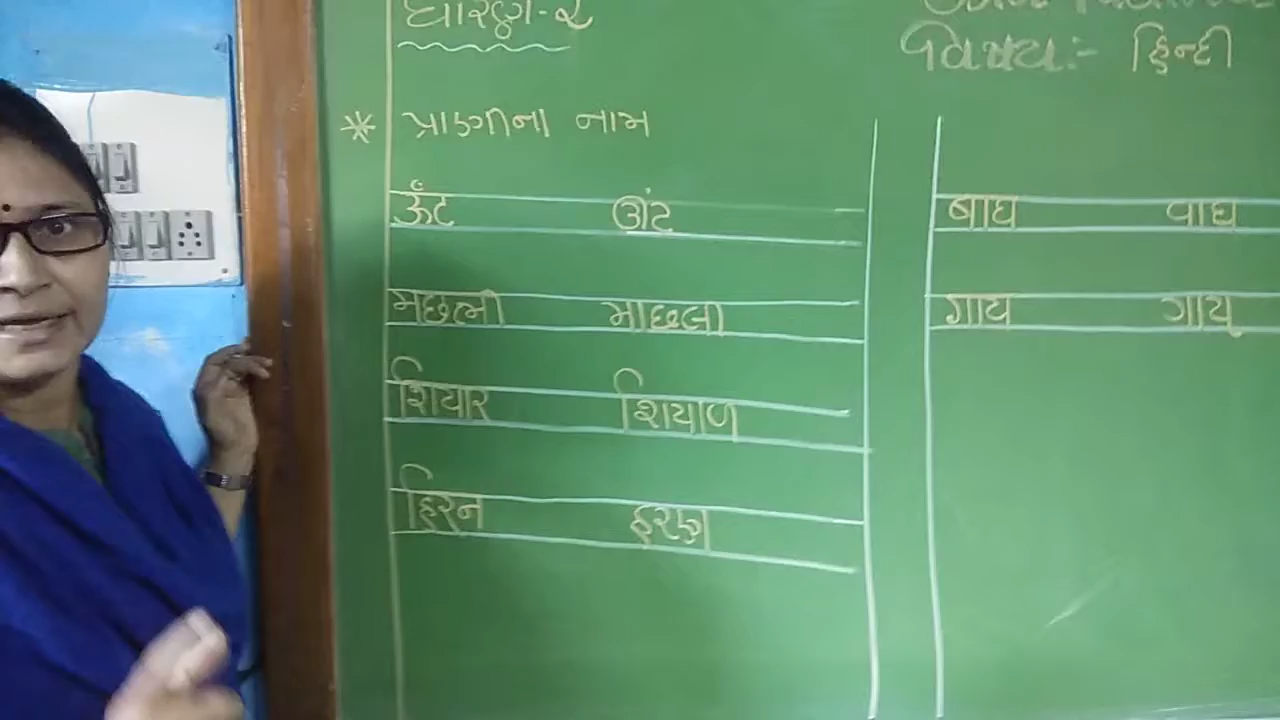 ધોરણ-૨
વિષય:- હિન્દી
* પ્રાણીના નામ
ऊँट ઊંટ
मछली માછલી
शियार શિયાળ
हिरन હરણ
बाघ વાઘ
गाय ગાય